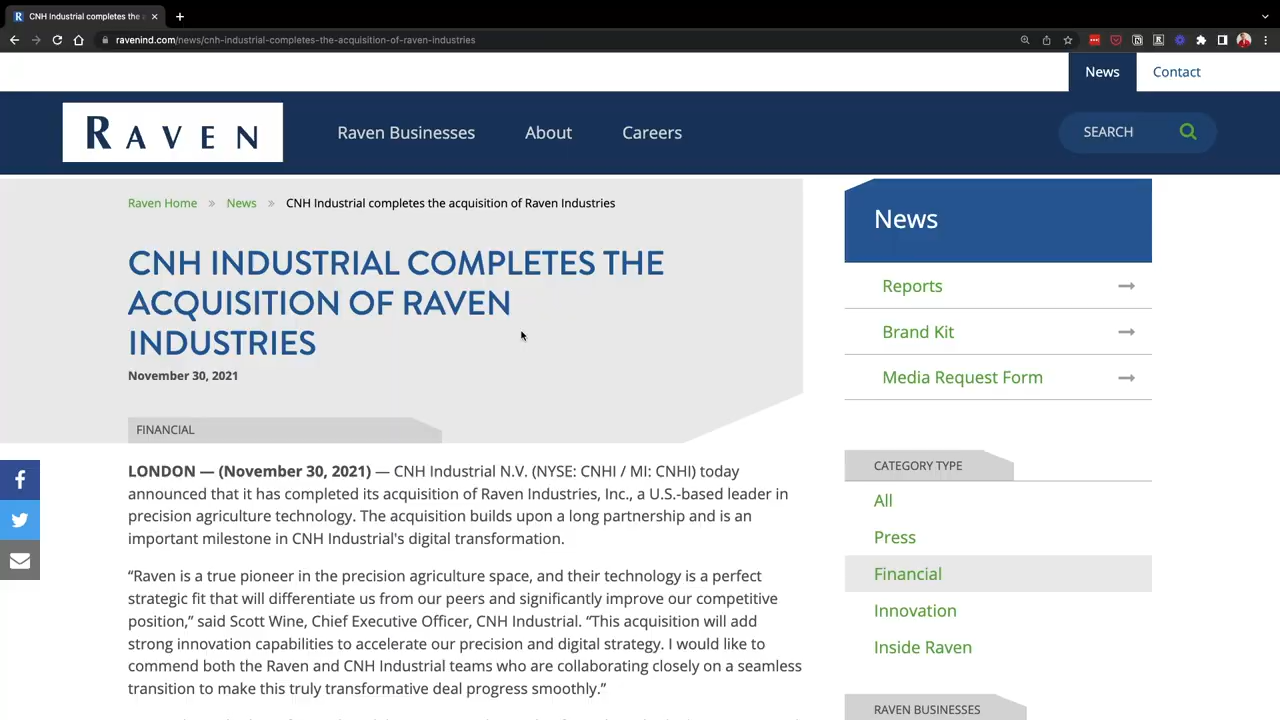 CNH Industrial completes the a
ravenind.com/news/cnh-industrial-completes-the-acquisition-of-raven-industries
News
Contact
RAVEN
Raven Businesses
About
Careers
SEARCH
Raven Home » News » CNH Industrial completes the acquisition of Raven Industries
CNH INDUSTRIAL COMPLETES THE
ACQUISITION OF RAVEN
INDUSTRIES
November 30, 2021
FINANCIAL
LONDON — (November 30, 2021) — CNH Industrial N.V. (NYSE: CNHI / MI: CNHI) today
announced that it has completed its acquisition of Raven Industries, Inc., a U.S.-based leader in
precision agriculture technology. The acquisition builds upon a long partnership and is an
important milestone in CNH Industrial's digital transformation.
“Raven is a true pioneer in the precision agriculture space, and their technology is a perfect
strategic fit that will differentiate us from our peers and significantly improve our competitive
position,” said Scott Wine, Chief Executive Officer, CNH Industrial. “This acquisition will add
strong innovation capabilities to accelerate our precision and digital strategy. I would like to
commend both the Raven and CNH Industrial teams who are collaborating closely on a seamless
transition to make this truly transformative deal progress smoothly.”
News
Reports
Brand Kit
Media Request Form
CATEGORY TYPE
All
Press
Financial
Innovation
Inside Raven
RAVEN BUSINESSES